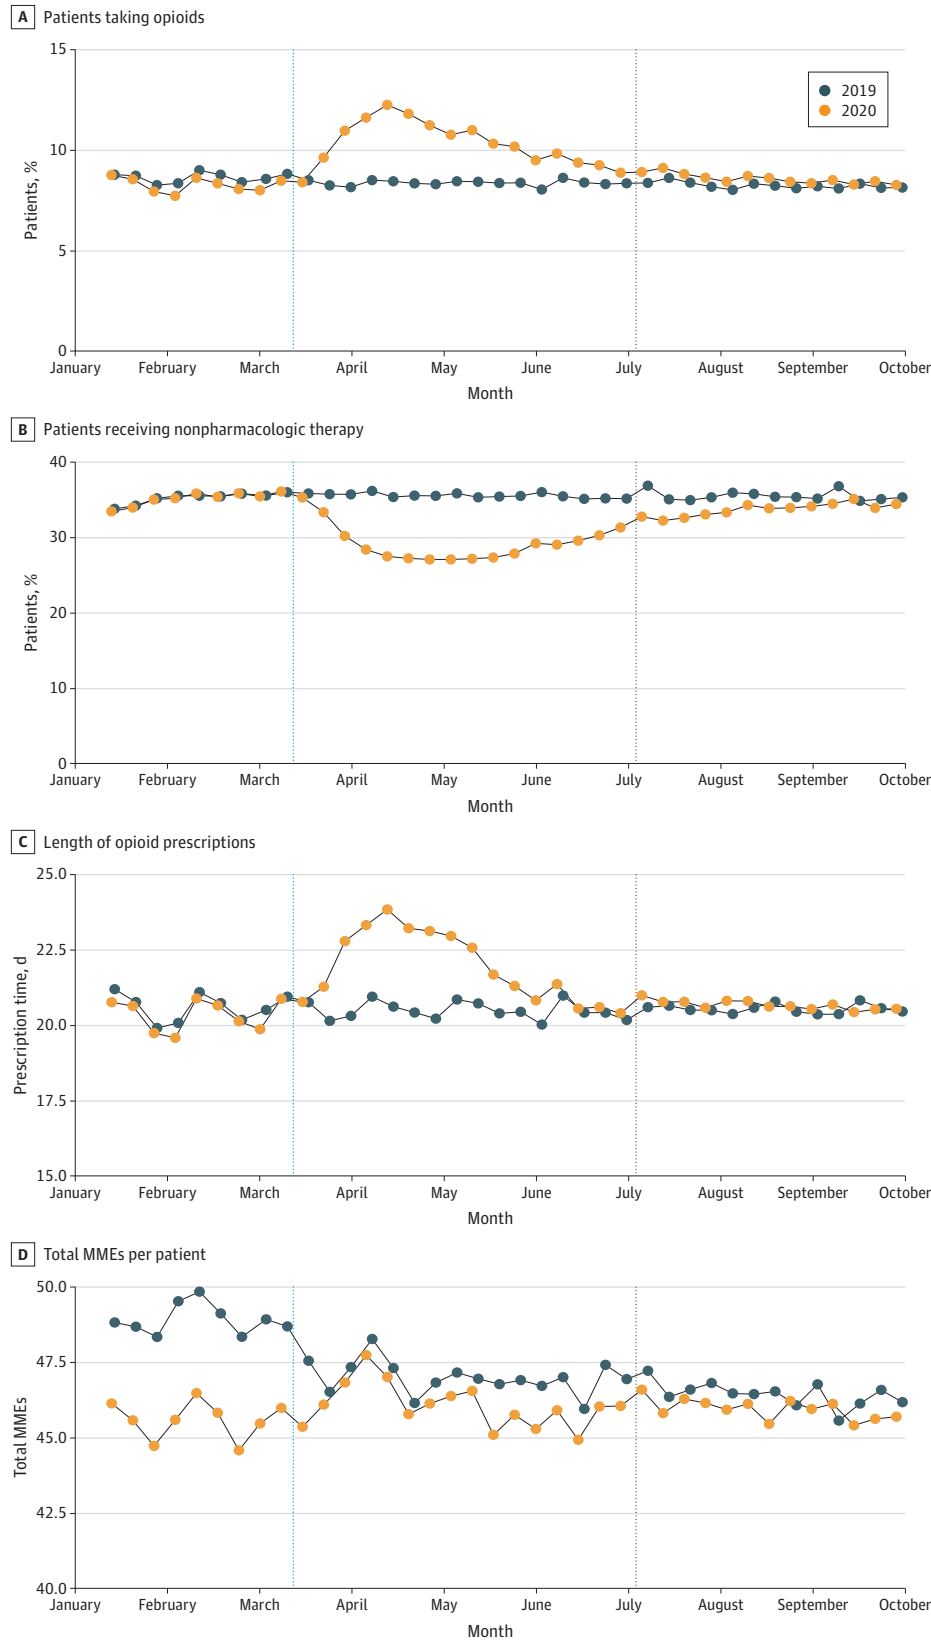 A Patients taking opioids
15
10
5
0
Patients, %
2019
2020
January February March April May June July August September October
Month
B Patients receiving nonpharmacologic therapy
40
30
20
10
0
Patients, %
January February March April May June July August September October
Month
C Length of opioid prescriptions
25.0
22.5
20.0
17.5
15.0
Prescription time, d
January February March April May June July August September October
Month
D Total MMEs per patient
50.0
47.5
45.0
42.5
40.0
Total MMEs
January February March April May June July August September October
Month